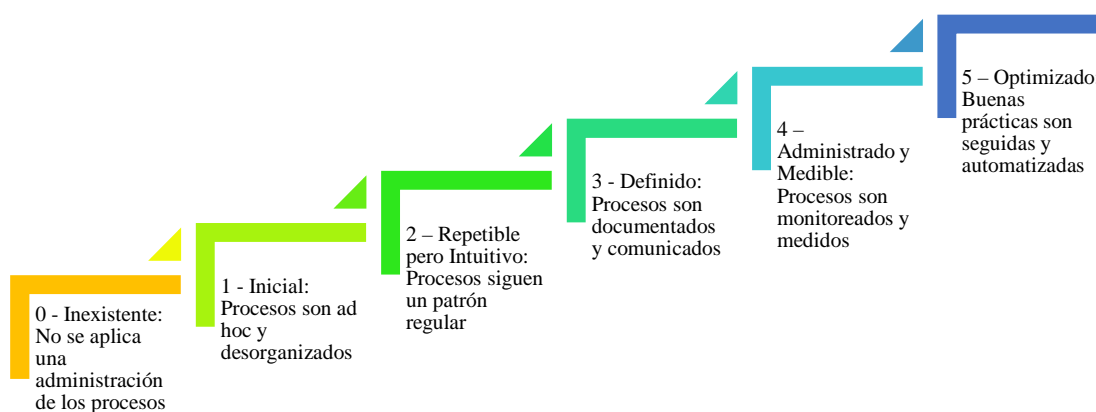 0 - Inexistente:
No se aplica
una
administración
de los procesos
1 - Inicial:
Procesos son ad
hoc y
desorganizados
2 – Repetible
pero Intuitivo:
Procesos siguen
un patrón
regular
3 - Definido:
Procesos son
documentados
y comunicados
4 –
Administrado y
Medible:
Procesos son
monitoreados y
medidos
5 – Optimizado:
Buenas
prácticas son
seguidas y
automatizadas